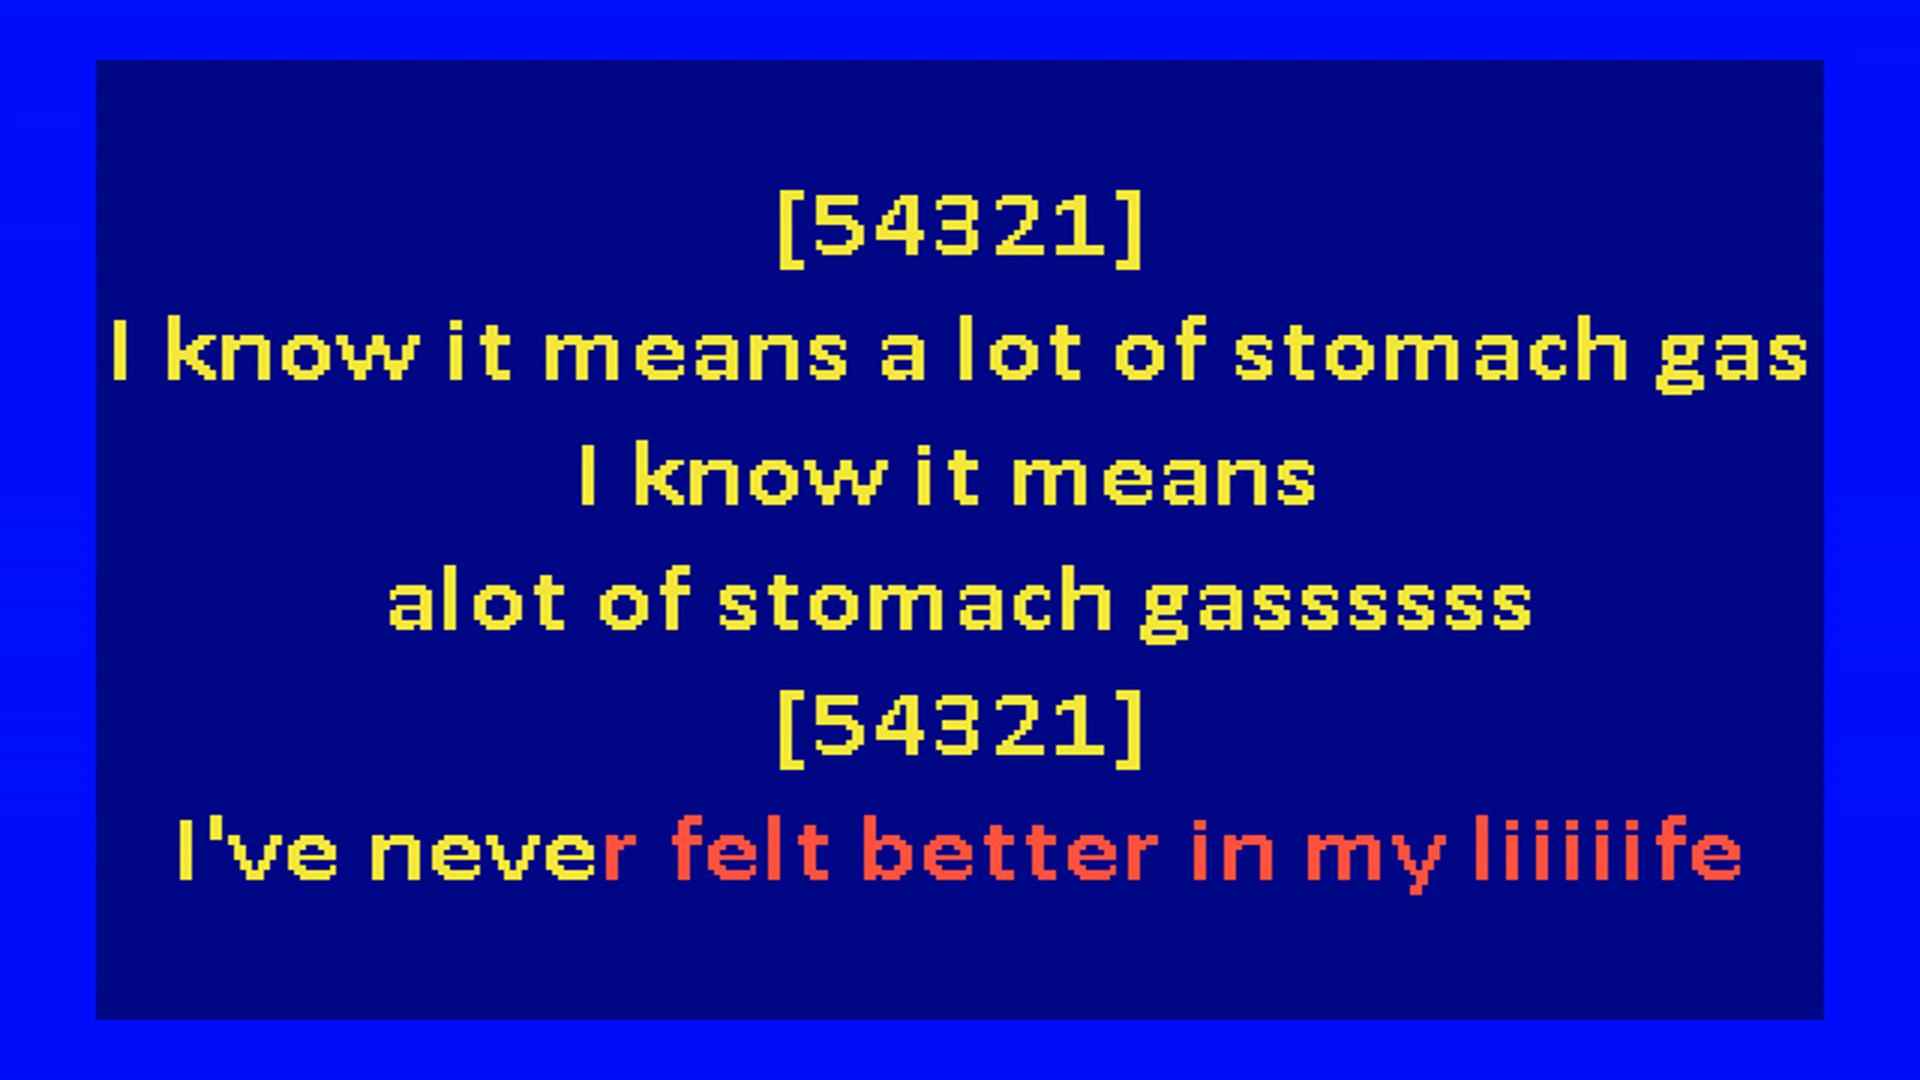 [54321]
I know it means a lot of stomach gas
I know it means
alot of stomach gassssss
[54321]
I've never felt better in my liiiiife